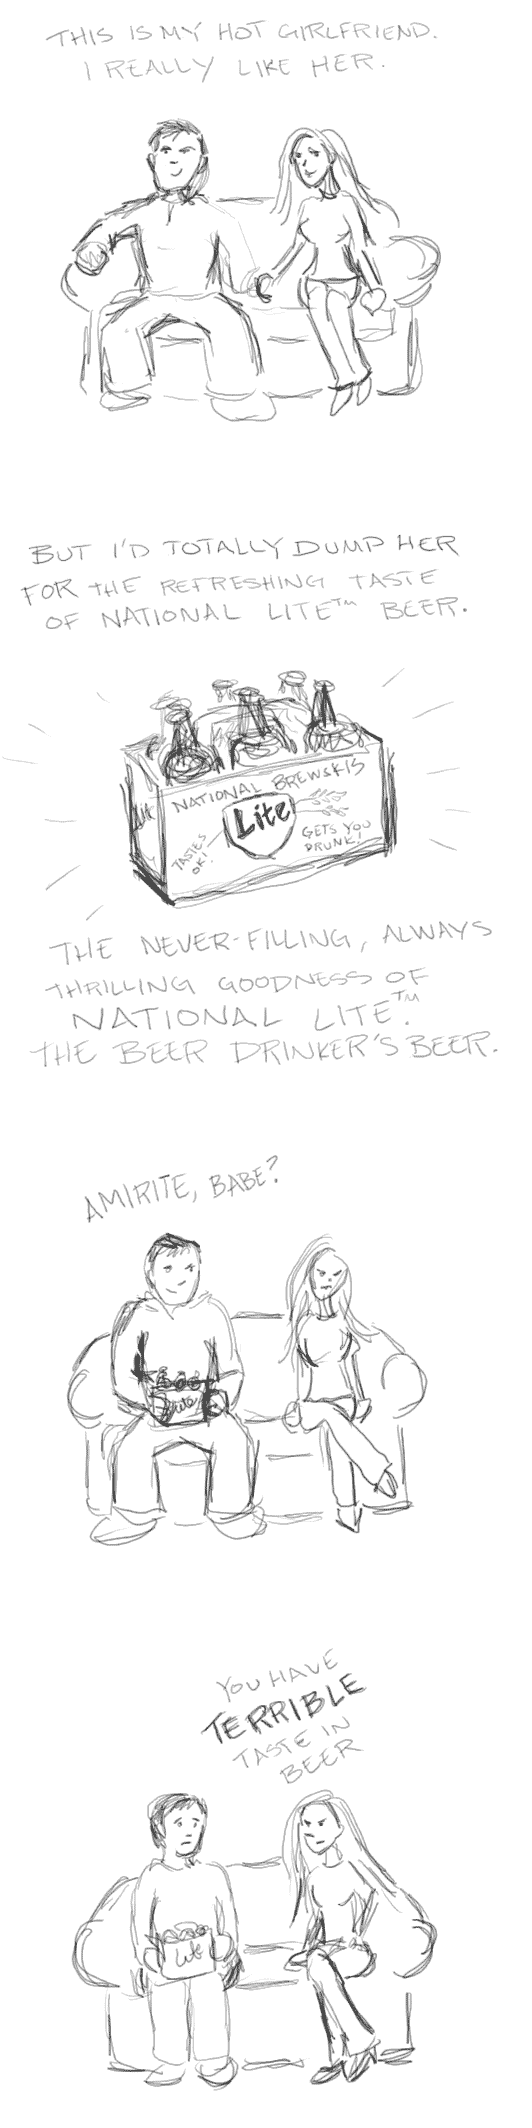 THIS IS MY HOT GIRLFRIEND.
I REALLY LIKE HER.
BUT I'D TOTALLY DUMP HER
FOR THE REFRESHING TASTE
OF NATIONAL LITE™ BEER.
NATIONAL BREWSKIS
Lite
Lite
TASTES
OK!
GETS YOU
DRUNK!
THE NEVER-FILLING, ALWAYS
THRILLING GOODNESS OF
NATIONAL LITE™.
THE BEER DRINKER'S BEER.
AMIRITE, BABE?
Lite
YOU HAVE
TERRIBLE
TASTE IN
BEER
Lite